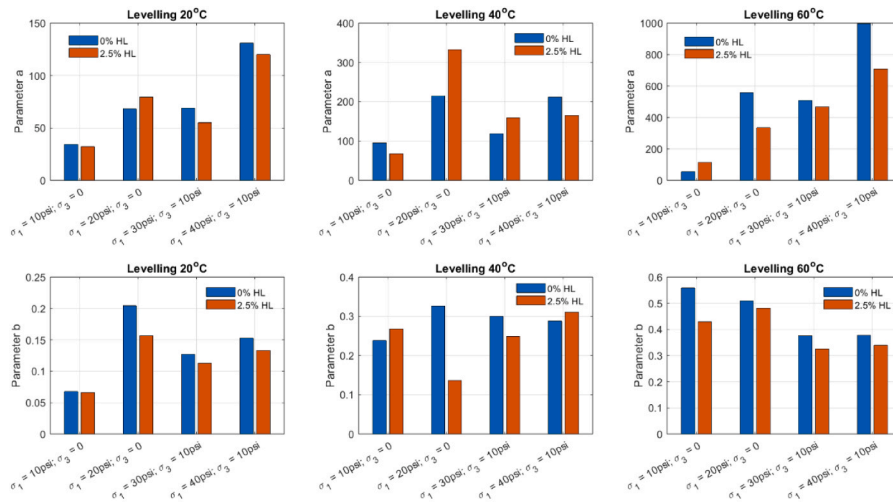 Levelling 20°C
Parameter a
150
100
50
0
0% HL
2.5% HL
σ1 = 10psi; σ3 = 0
σ1 = 20psi; σ3 = 0
σ1 = 30psi; σ3 = 10psi
σ1 = 40psi; σ3 = 10psi
Levelling 40°C
Parameter a
400
300
200
100
0
0% HL
2.5% HL
σ1 = 10psi; σ3 = 0
σ1 = 20psi; σ3 = 0
σ1 = 30psi; σ3 = 10psi
σ1 = 40psi; σ3 = 10psi
Levelling 60°C
Parameter a
1000
800
600
400
200
0
0% HL
2.5% HL
σ1 = 10psi; σ3 = 0
σ1 = 20psi; σ3 = 0
σ1 = 30psi; σ3 = 10psi
σ1 = 40psi; σ3 = 10psi
Levelling 20°C
Parameter b
0.25
0.2
0.15
0.1
0.05
0
0% HL
2.5% HL
σ1 = 10psi; σ3 = 0
σ1 = 20psi; σ3 = 0
σ1 = 30psi; σ3 = 10psi
σ1 = 40psi; σ3 = 10psi
Levelling 40°C
Parameter b
0.4
0.3
0.2
0.1
0
0% HL
2.5% HL
σ1 = 10psi; σ3 = 0
σ1 = 20psi; σ3 = 0
σ1 = 30psi; σ3 = 10psi
σ1 = 40psi; σ3 = 10psi
Levelling 60°C
Parameter b
0.6
0.5
0.4
0.3
0.2
0.1
0
0% HL
2.5% HL
σ1 = 10psi; σ3 = 0
σ1 = 20psi; σ3 = 0
σ1 = 30psi; σ3 = 10psi
σ1 = 40psi; σ3 = 10psi